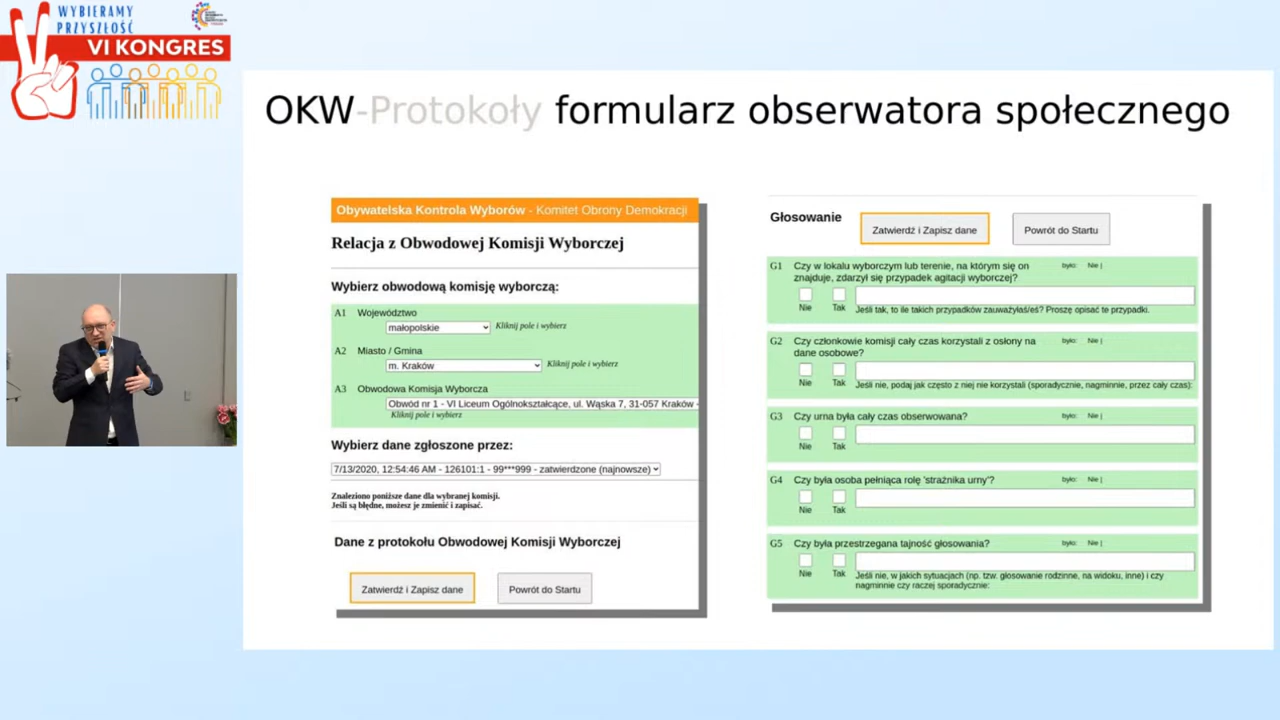 WYBIERAMY
PRZYSZŁOŚĆ
VI KONGRES
OKW-Protokoły formularz obserwatora społecznego
Obywatelska Kontrola Wyborów - Komitet Obrony Demokracji
Relacja z Obwodowej Komisji Wyborczej
Wybierz obwodową komisję wyborczą:
A1 Województwo
małopolskie Kliknij pole i wybierz
A2 Miasto / Gmina
m. Kraków Kliknij pole i wybierz
A3 Obwodowa Komisja Wyborcza
Obwód nr 1 - VI Liceum Ogólnokształcące, ul. Wąska 7, 31-057 Kraków -
Kliknij pole i wybierz
Wybierz dane zgłoszone przez:
7/13/2020, 12:54:46 AM - 126101:1 - 99***999 - zatwierdzone (najnowsze)
Znaleziono poniższe dane dla wybranej komisji.
Jeśli są błędne, możesz je zmienić i zapisać.
Dane z protokołu Obwodowej Komisji Wyborczej
Zatwierdź i Zapisz dane Powrót do Startu
Głosowanie Zatwierdź i Zapisz dane Powrót do Startu
G1 Czy w lokalu wyborczym lub terenie, na którym się on było: Nie |
znajduje, zdarzył się przypadek agitacji wyborczej?
Nie Tak Jeśli tak, to ile takich przypadków zauważyłaś/eś? Proszę opisać te przypadki.
G2 Czy członkowie komisji cały czas korzystali z osłony na było: Nie |
dane osobowe?
Nie Tak Jeśli nie, podaj jak często z niej nie korzystali (sporadycznie, nagminnie, przez cały czas):
G3 Czy urna była cały czas obserwowana? było: Nie |
Nie Tak
G4 Czy była osoba pełniąca rolę 'strażnika urny'? było: Nie |
Nie Tak
G5 Czy była przestrzegana tajność głosowania? było: Nie |
Nie Tak Jeśli nie, w jakich sytuacjach (np. tzw. głosowanie rodzinne, na widoku, inne) i czy
nagminnie czy raczej sporadycznie: